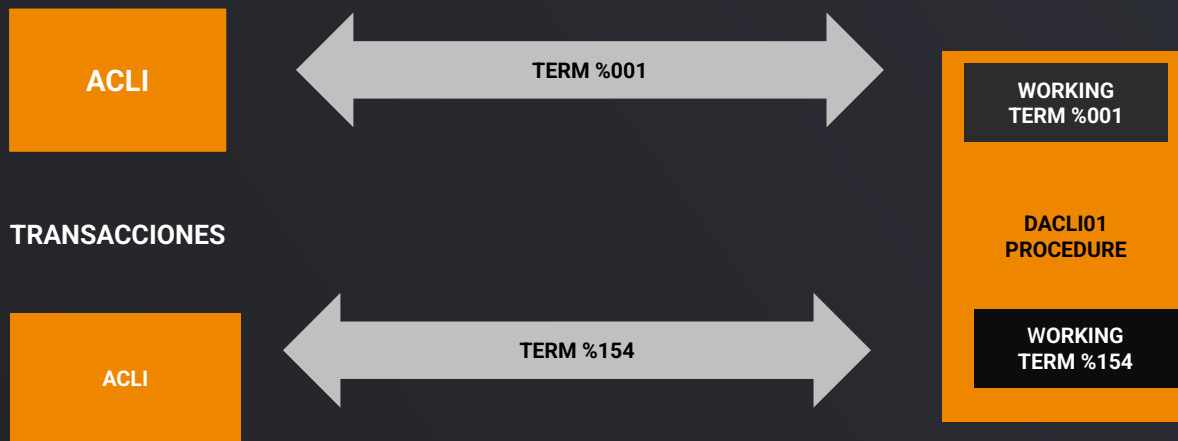 ACLI
TERM %001
WORKING
TERM %001
TRANSACCIONES
DACLI01
PROCEDURE
ACLI
TERM %154
WORKING
TERM %154